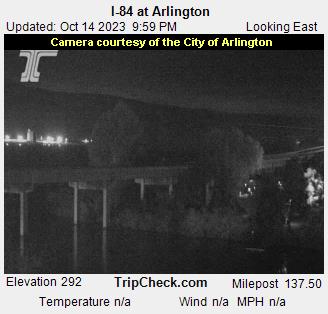 I-84 at Arlington
Updated: Oct 14 2023 9:59 PM Looking East
Camera courtesy of the City of Arlington
Elevation 292 TripCheck.com Milepost 137.50
Temperature n/a Wind n/a MPH n/a